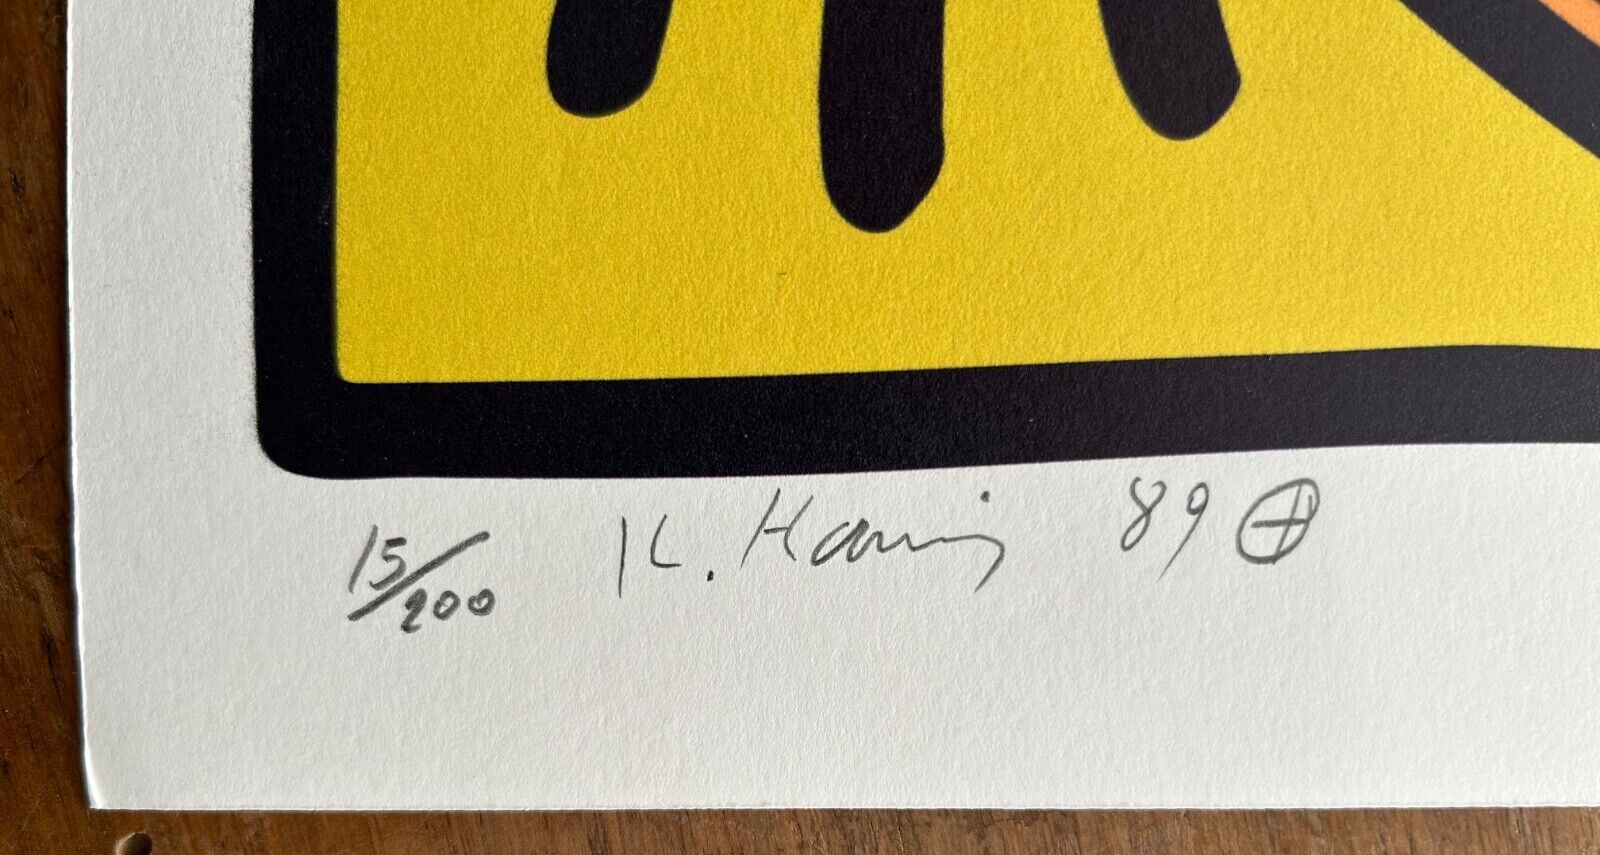 15/200 K. Haring 89 ⊕